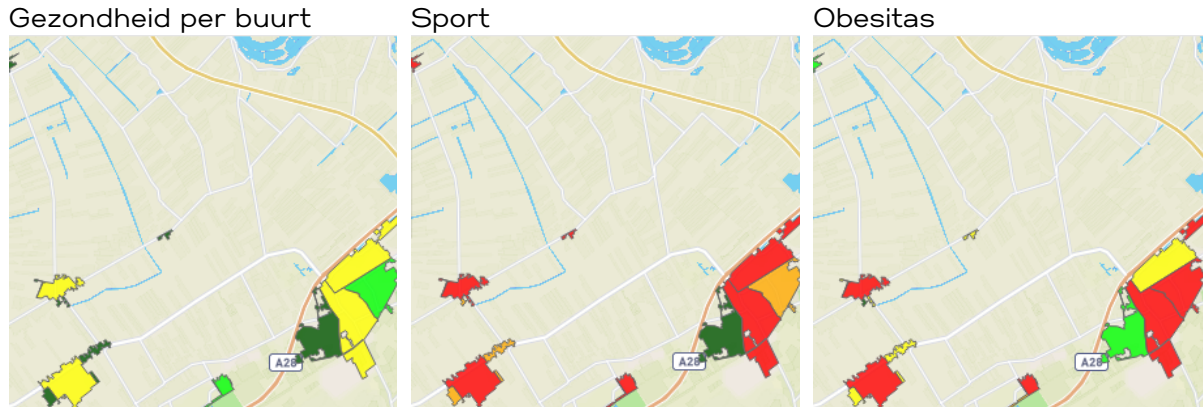 Gezondheid per buurt
Sport
Obesitas
A28
A28
A28